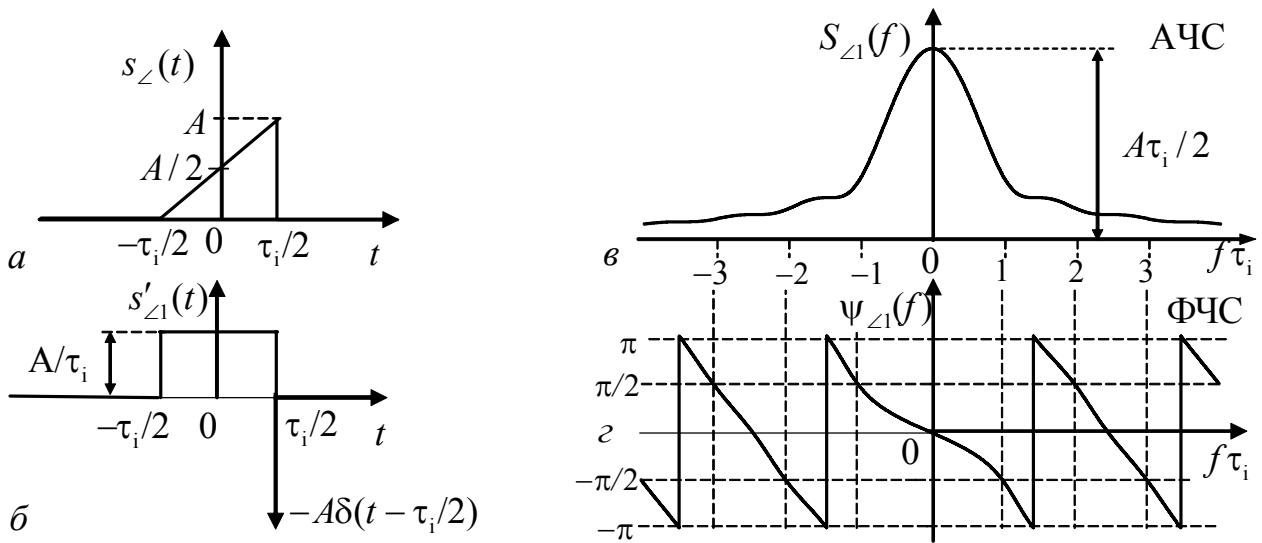 s∠(t)
A
A/2
−τi/2 0 τi/2 t
а
s′∠1(t)
A/τi
−τi/2 0 τi/2 t
−Aδ(t − τi/2)
б
S∠1(f) АЧС
Aτi/2
в −3 −2 −1 0 1 2 3 fτi
ψ∠1(f) ФЧС
π
π/2
г 0 fτi
−π/2
−π